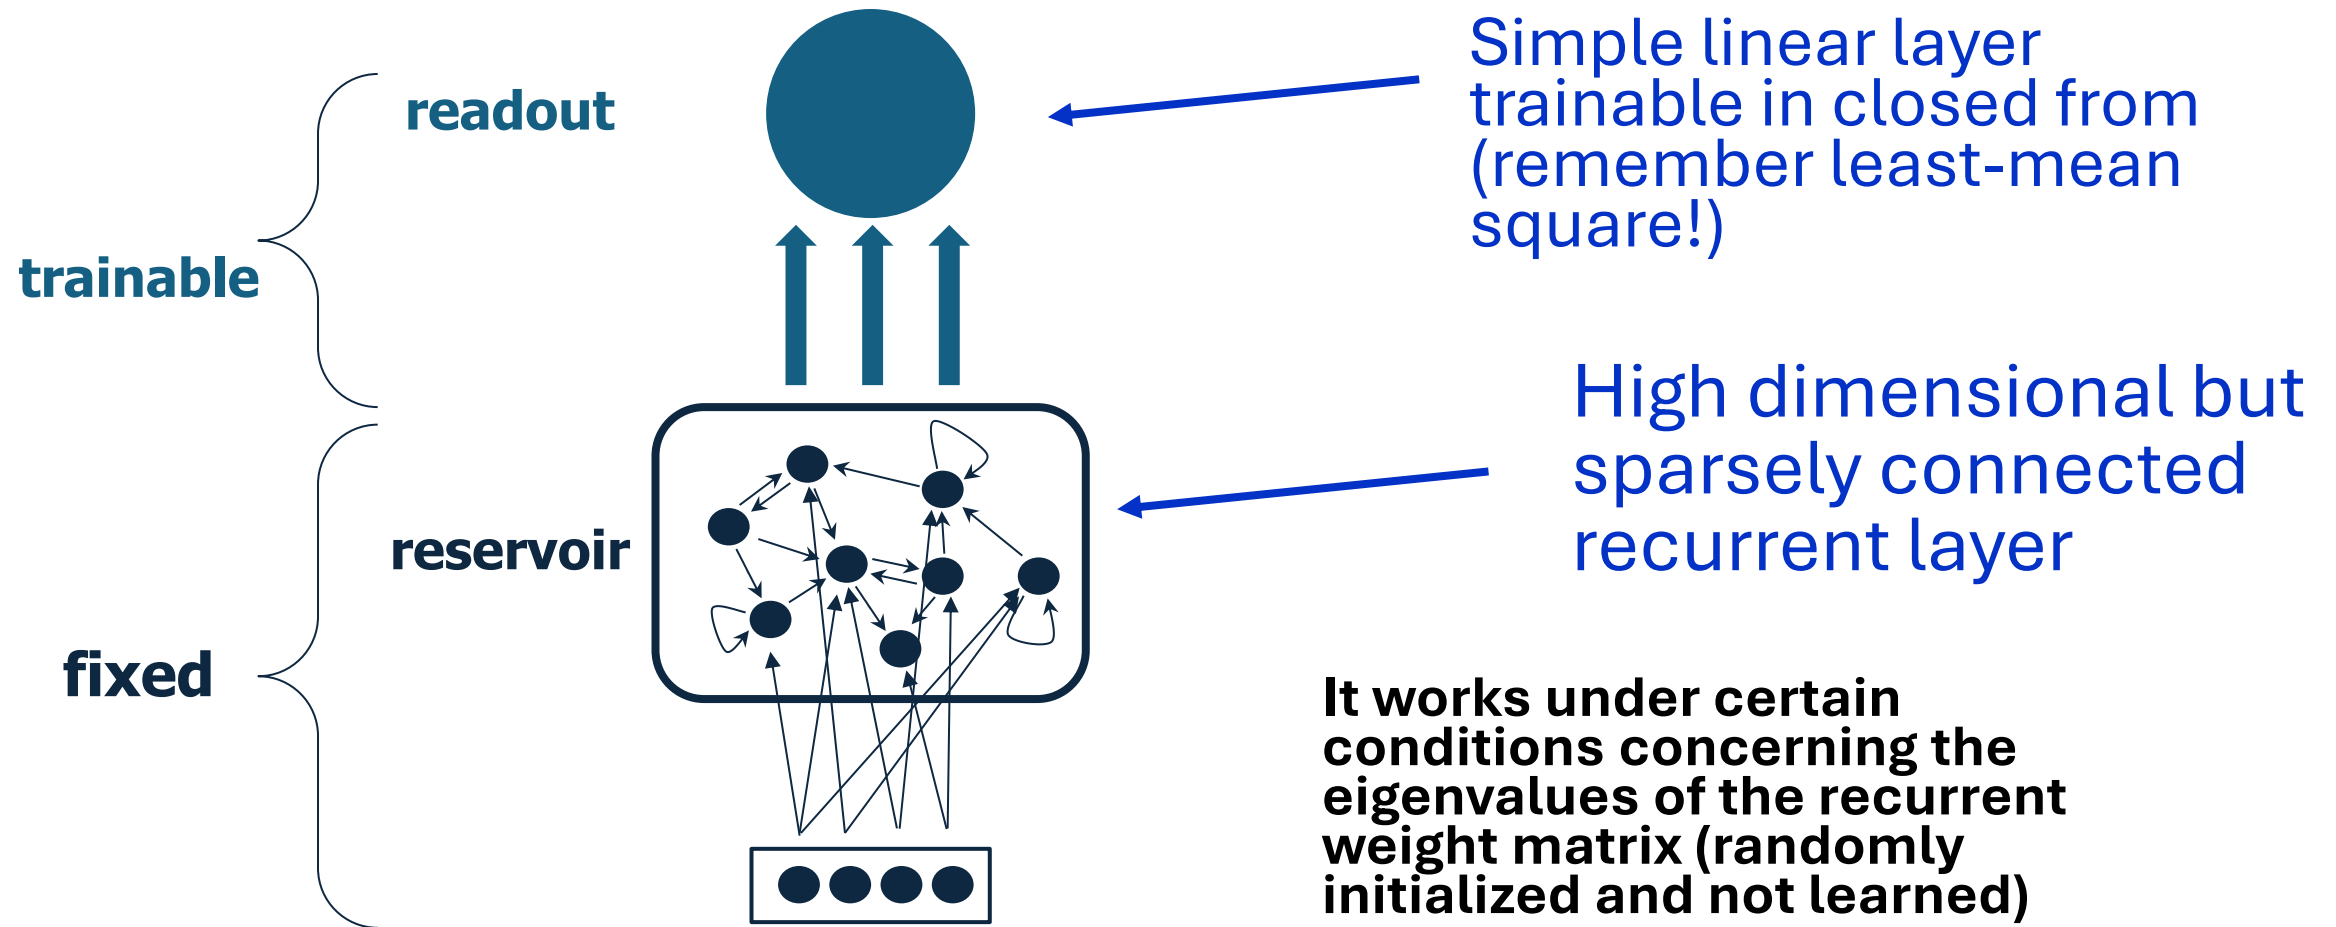 readout
trainable
reservoir
fixed
Simple linear layer
trainable in closed from
(remember least-mean
square!)
High dimensional but
sparsely connected
recurrent layer
It works under certain
conditions concerning the
eigenvalues of the recurrent
weight matrix (randomly
initialized and not learned)